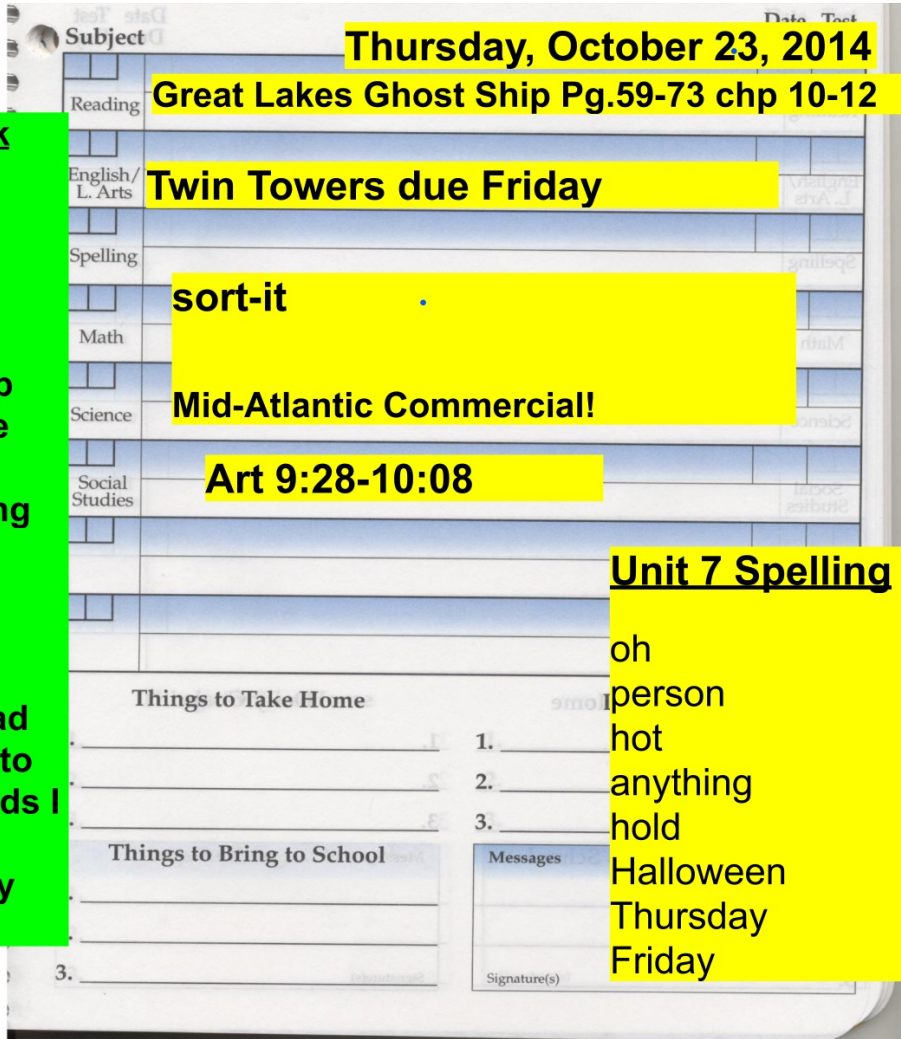 Date Test
Subject
Thursday, October 23, 2014
Reading
Great Lakes Ghost Ship Pg.59-73 chp 10-12
English/
L. Arts
Twin Towers due Friday
Spelling
sort-it
Math
Science
Mid-Atlantic Commercial!
Social
Studies
Art 9:28-10:08
Unit 7 Spelling
oh
person
hot
anything
hold
Halloween
Thursday
Friday
Things to Take Home
1.
2.
3.
Things to Bring to School
3.
Messages
Signature(s)
to
I